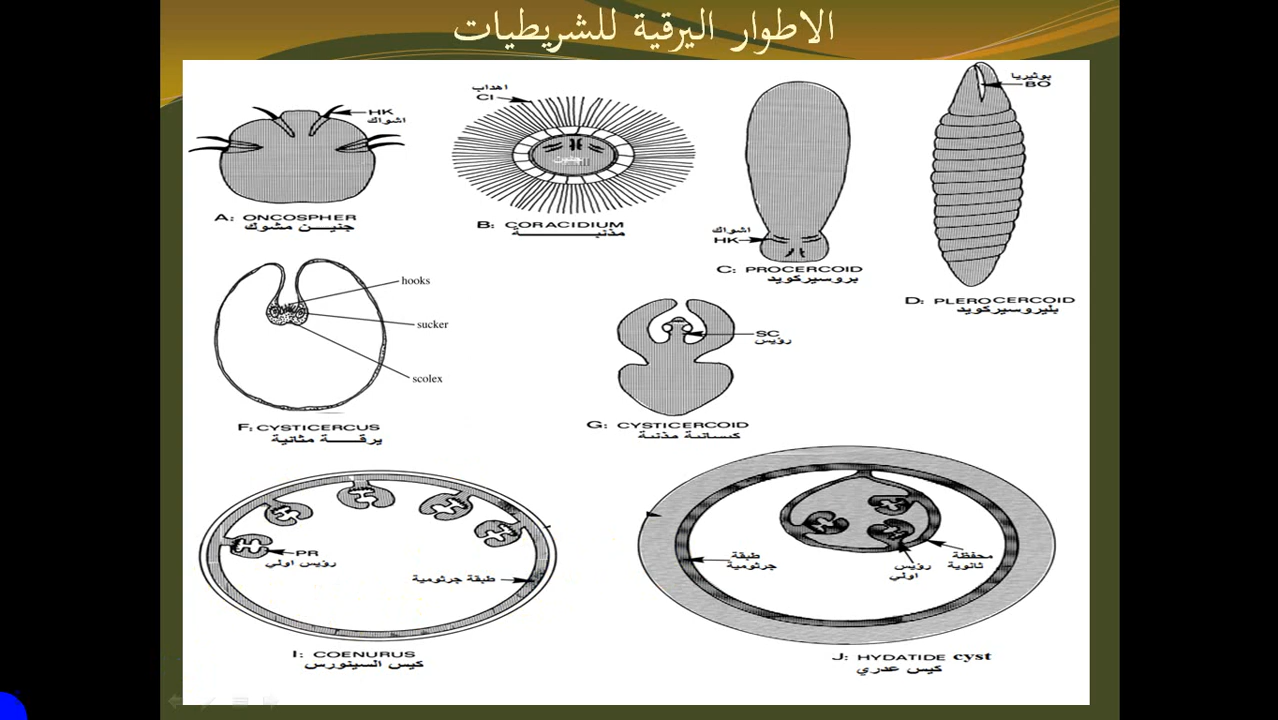 الاطوار اليرقية للشريطيات
HK
اشواك
A: ONCOSPHER
جنين مشوك
اهداب
CI
B: CORACIDIUM
مذنبة
اشواك
HK
C: PROCERCOID
بروسيركويد
بوثيريا
BO
D: PLEROCERCOID
بليروسيركويد
hooks
sucker
scolex
F: CYSTICERCUS
يرقة مثانية
SC
رؤيس
G: CYSTICERCOID
كيسانية مذنبة
PR
رؤيس اولي
طبقة جرثومية
I: COENURUS
كيس السينورس
طبقة
جرثومية
رؤيس
اولي
محفظة
ثانوية
J: HYDATIDE cyst
كيس عدري